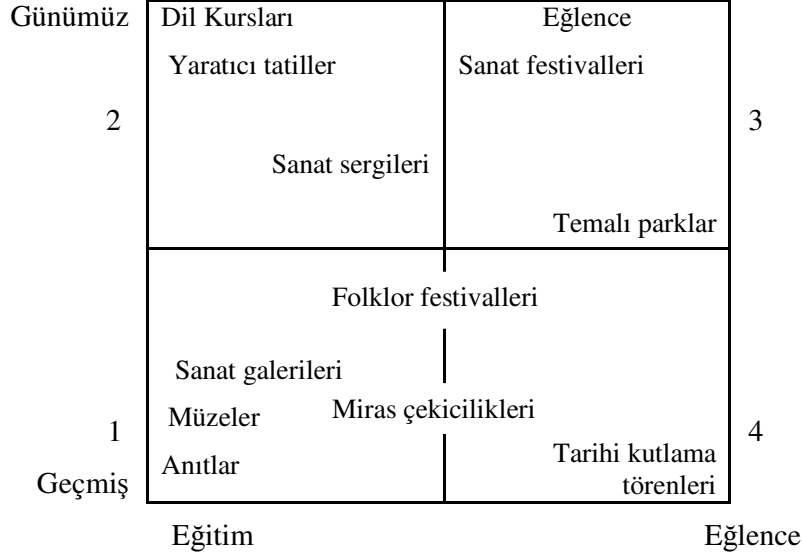 Günümüz Dil Kursları Eğlence
Yaratıcı tatiller Sanat festivalleri
2 3
Sanat sergileri
Temalı parklar
Folklor festivalleri
Sanat galerileri
Müzeler Miras çekicilikleri
1 4
Anıtlar Tarihi kutlama
Geçmiş törenleri
Eğitim Eğlence